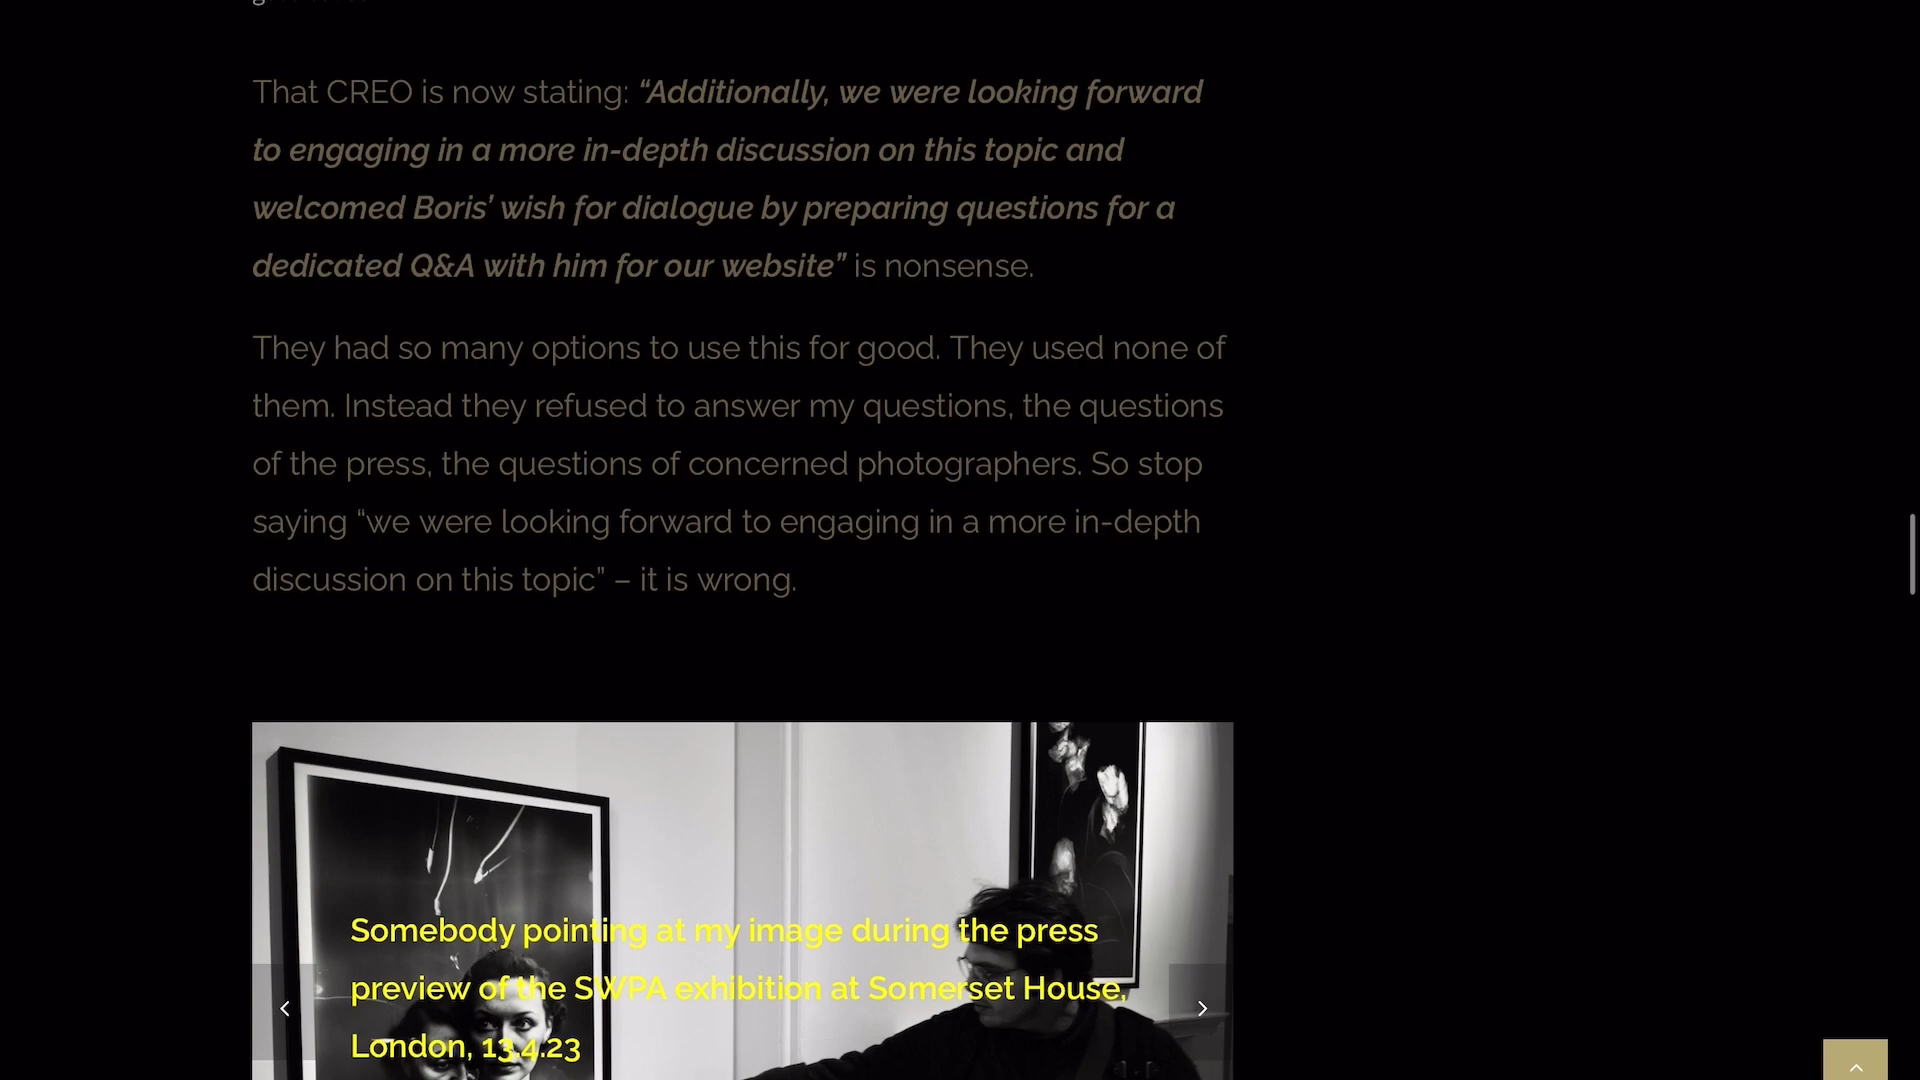 That CREO is now stating: “Additionally, we were looking forward
to engaging in a more in-depth discussion on this topic and
welcomed Boris’ wish for dialogue by preparing questions for a
dedicated Q&A with him for our website” is nonsense.
They had so many options to use this for good. They used none of
them. Instead they refused to answer my questions, the questions
of the press, the questions of concerned photographers. So stop
saying “we were looking forward to engaging in a more in-depth
discussion on this topic” – it is wrong.
Somebody pointing at my image during the press
preview of the SWPA exhibition at Somerset House,
London, 13.4.23